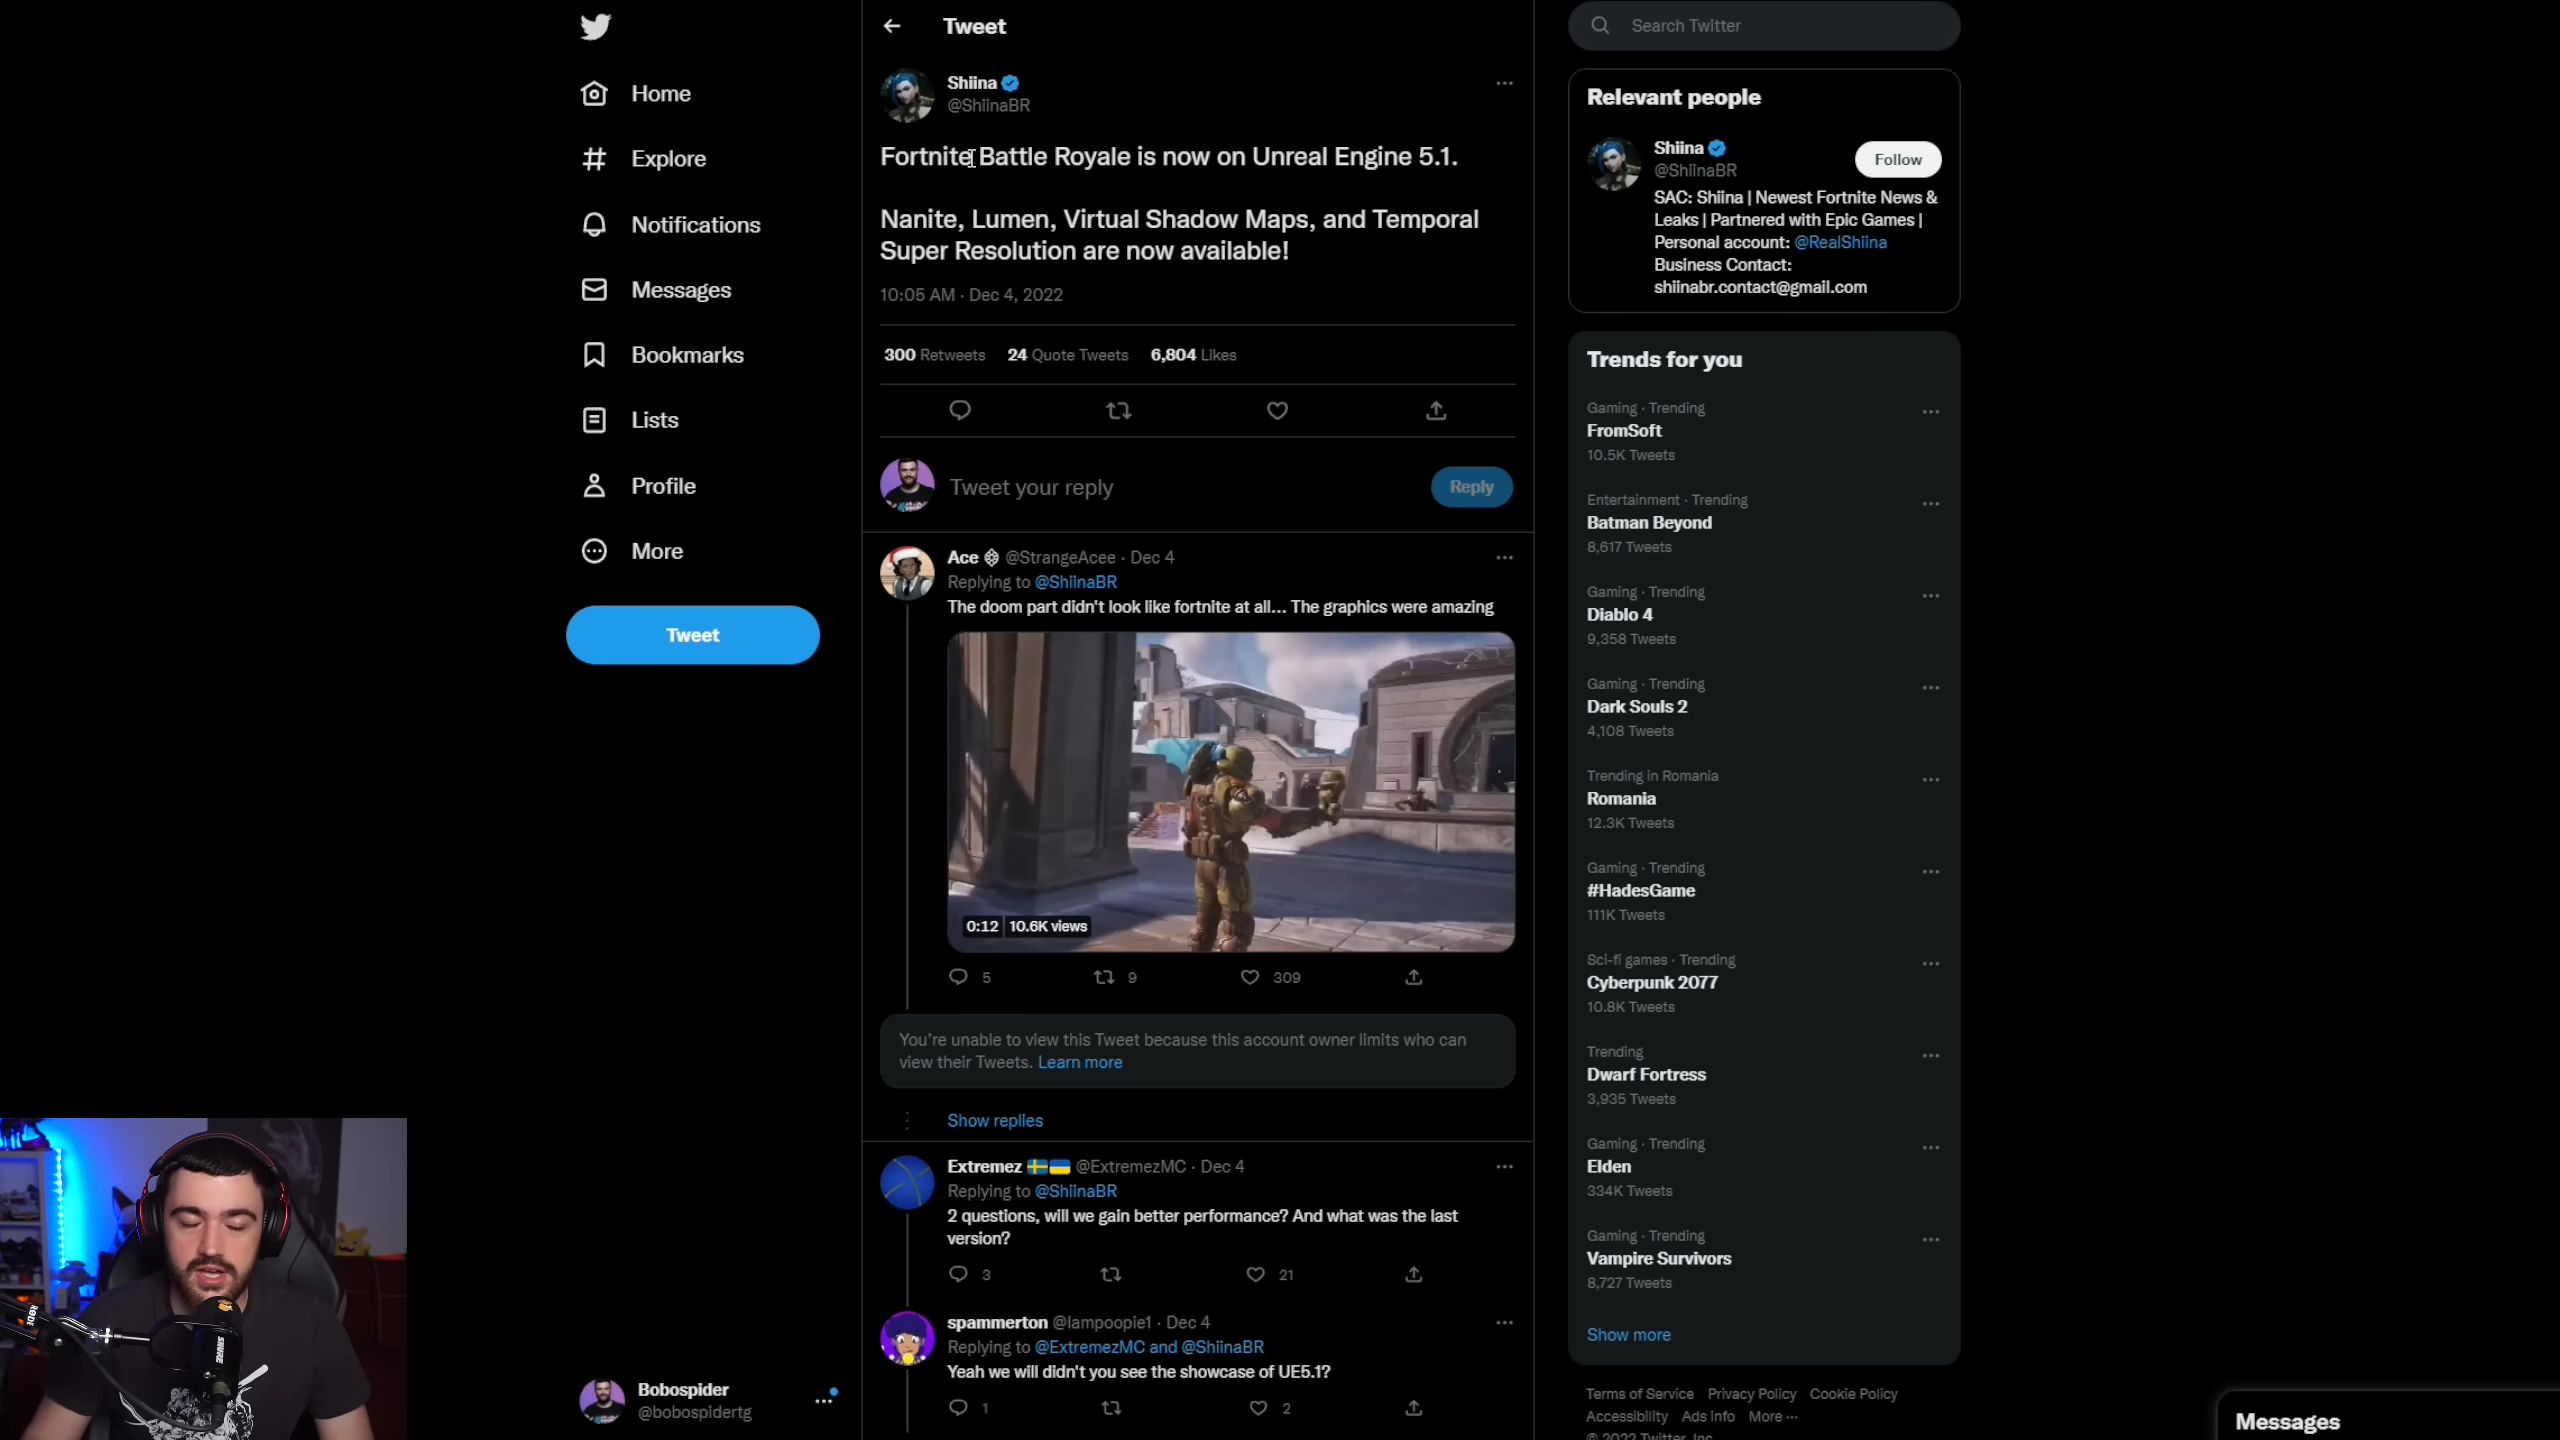 Home
Explore
Notifications
Messages
Bookmarks
Lists
Profile
More
Tweet
Bobospider
@bobospidertg
Tweet
Shiina
@ShiinaBR
Fortnite Battle Royale is now on Unreal Engine 5.1.
Nanite, Lumen, Virtual Shadow Maps, and Temporal
Super Resolution are now available!
10:05 AM · Dec 4, 2022
300 Retweets 24 Quote Tweets 6,804 Likes
Tweet your reply
Reply
Ace @StrangeAcee · Dec 4
Replying to @ShiinaBR
The doom part didn't look like fortnite at all... The graphics were amazing
0:12 10.6K views
5 9 309
You're unable to view this Tweet because this account owner limits who can
view their Tweets. Learn more
Show replies
Extremez @ExtremezMC · Dec 4
Replying to @ShiinaBR
2 questions, will we gain better performance? And what was the last
version?
3 21
spammerton @lampoopie1 · Dec 4
Replying to @ExtremezMC and @ShiinaBR
Yeah we will didn't you see the showcase of UE5.1?
1 2
Search Twitter
Relevant people
Shiina
@ShiinaBR
Follow
SAC: Shiina | Newest Fortnite News &
Leaks | Partnered with Epic Games |
Personal account: @RealShiina
Business Contact:
shiinabr.contact@gmail.com
Trends for you
Gaming · Trending
FromSoft
10.5K Tweets
Entertainment · Trending
Batman Beyond
8,617 Tweets
Gaming · Trending
Diablo 4
9,358 Tweets
Gaming · Trending
Dark Souls 2
4,108 Tweets
Trending in Romania
Romania
12.3K Tweets
Gaming · Trending
#HadesGame
111K Tweets
Sci-fi games · Trending
Cyberpunk 2077
10.8K Tweets
Trending
Dwarf Fortress
3,935 Tweets
Gaming · Trending
Elden
334K Tweets
Gaming · Trending
Vampire Survivors
8,727 Tweets
Show more
Terms of Service Privacy Policy Cookie Policy
Accessibility Ads info More ···
© 2022 Twitter, Inc.
Messages
RØDE
SHURE